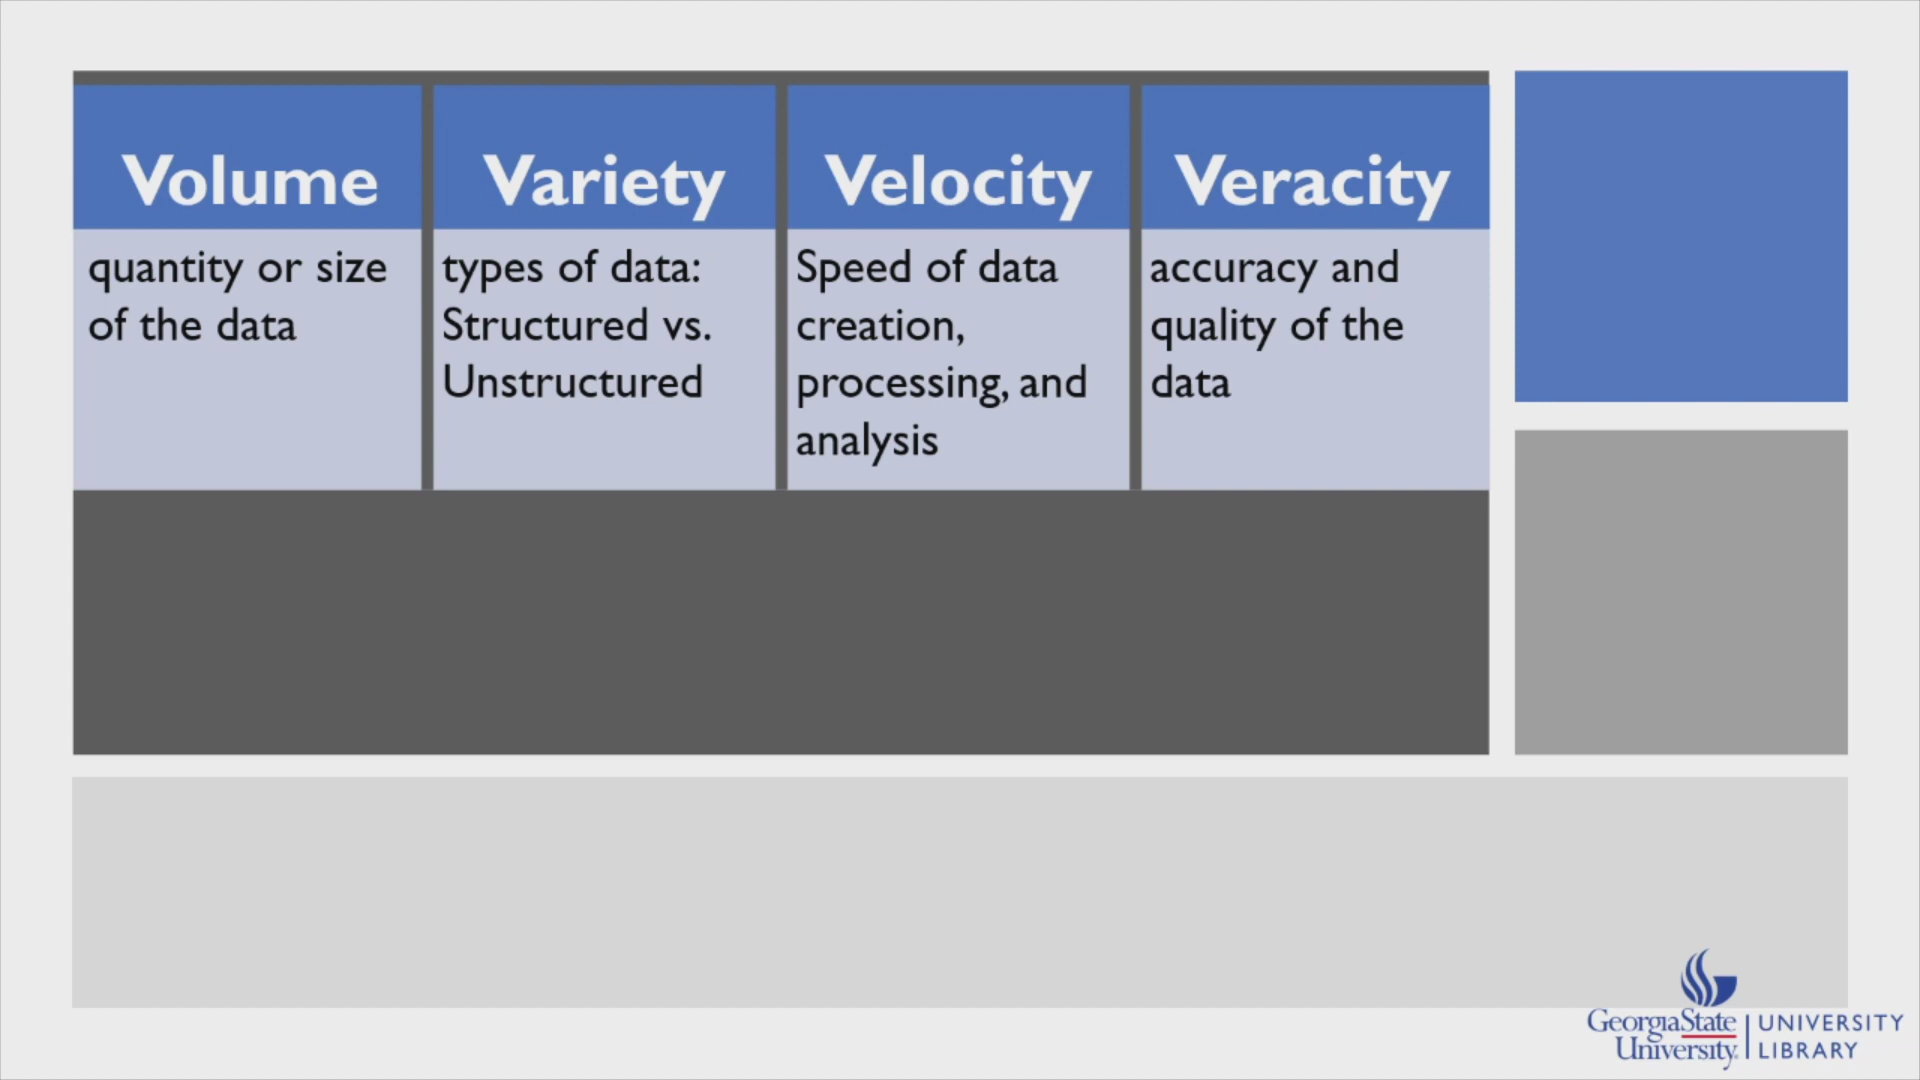 Volume
Variety
Velocity
Veracity
quantity or size
of the data
types of data:
Structured vs.
Unstructured
Speed of data
creation,
processing, and
analysis
accuracy and
quality of the
data
GeorgiaState
University
UNIVERSITY
LIBRARY